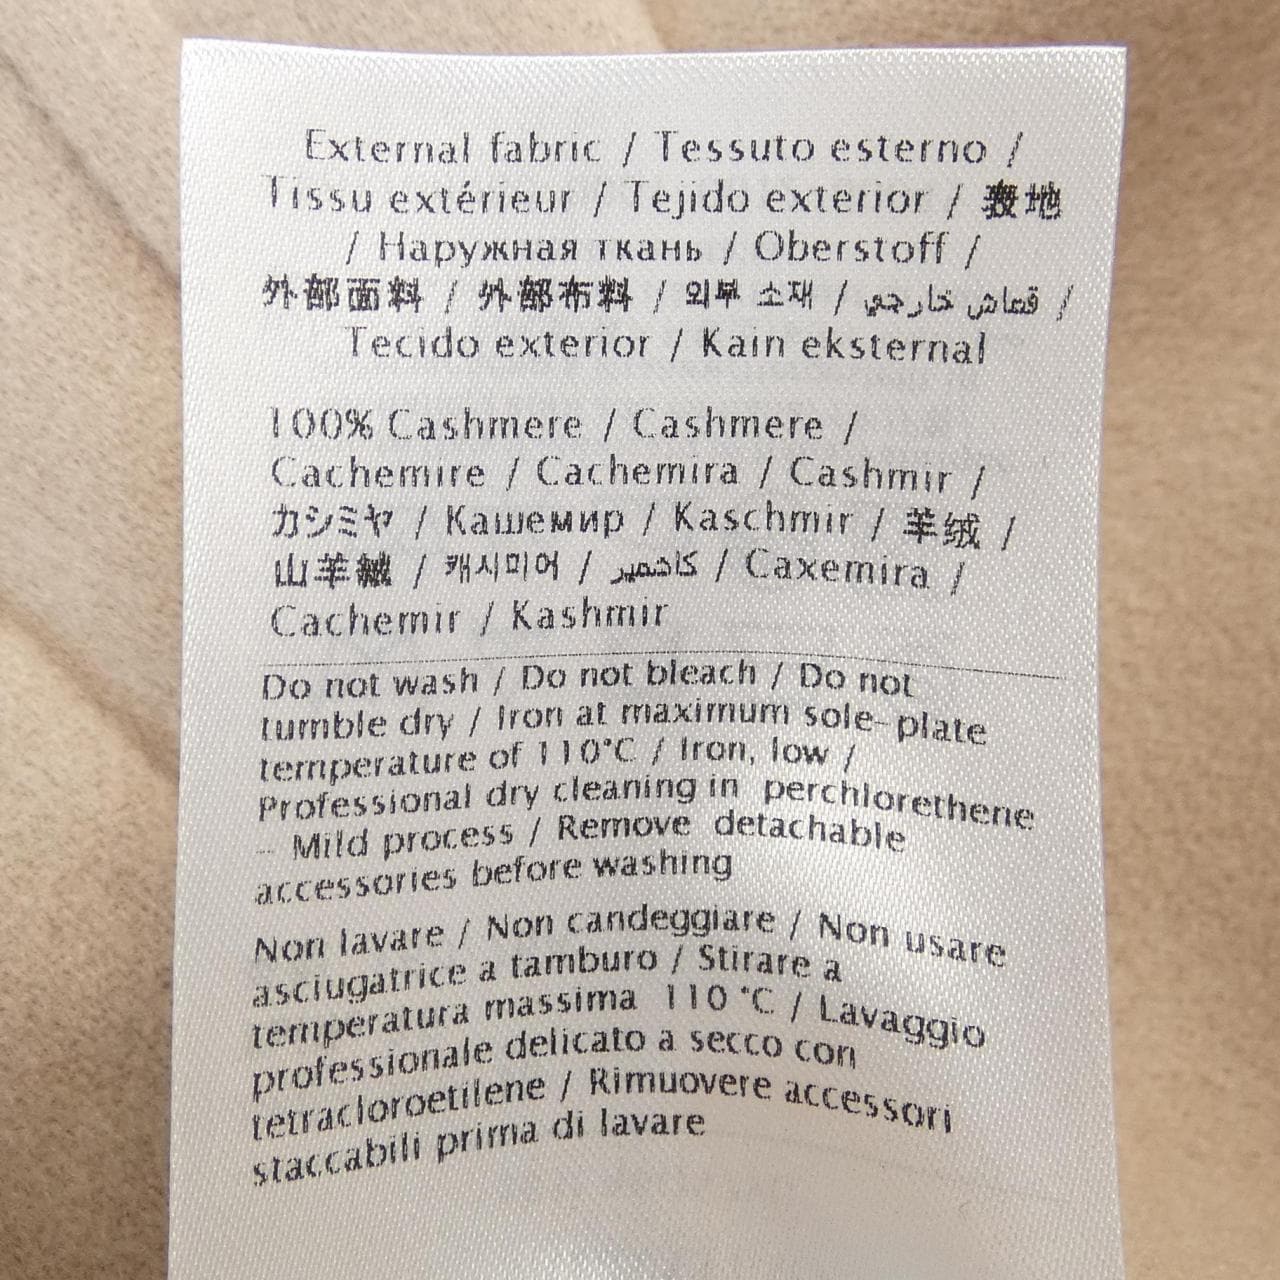 External fabric / Tessuto esterno /
Tissu extérieur / Tejido exterior / 表地
/ Наружная ткань / Oberstoff /
外部面料 / 外部布料 / 외부 소재 / قماش خارجي /
Tecido exterior / Kain eksternal
100% Cashmere / Cashmere /
Cachemire / Cachemira / Cashmir /
カシミヤ / Кашемир / Kaschmir / 羊绒 /
山羊絨 / 캐시미어 / كاشمير / Caxemira /
Cachemir / Kashmir
Do not wash / Do not bleach / Do not
tumble dry / Iron at maximum sole-plate
temperature of 110°C / Iron, low /
Professional dry cleaning in perchlorethene
- Mild process / Remove detachable
accessories before washing
Non lavare / Non candeggiare / Non usare
asciugatrice a tamburo / Stirare a
temperatura massima 110 °C / Lavaggio
professionale delicato a secco con
tetracloroetilene / Rimuovere accessori
staccabili prima di lavare